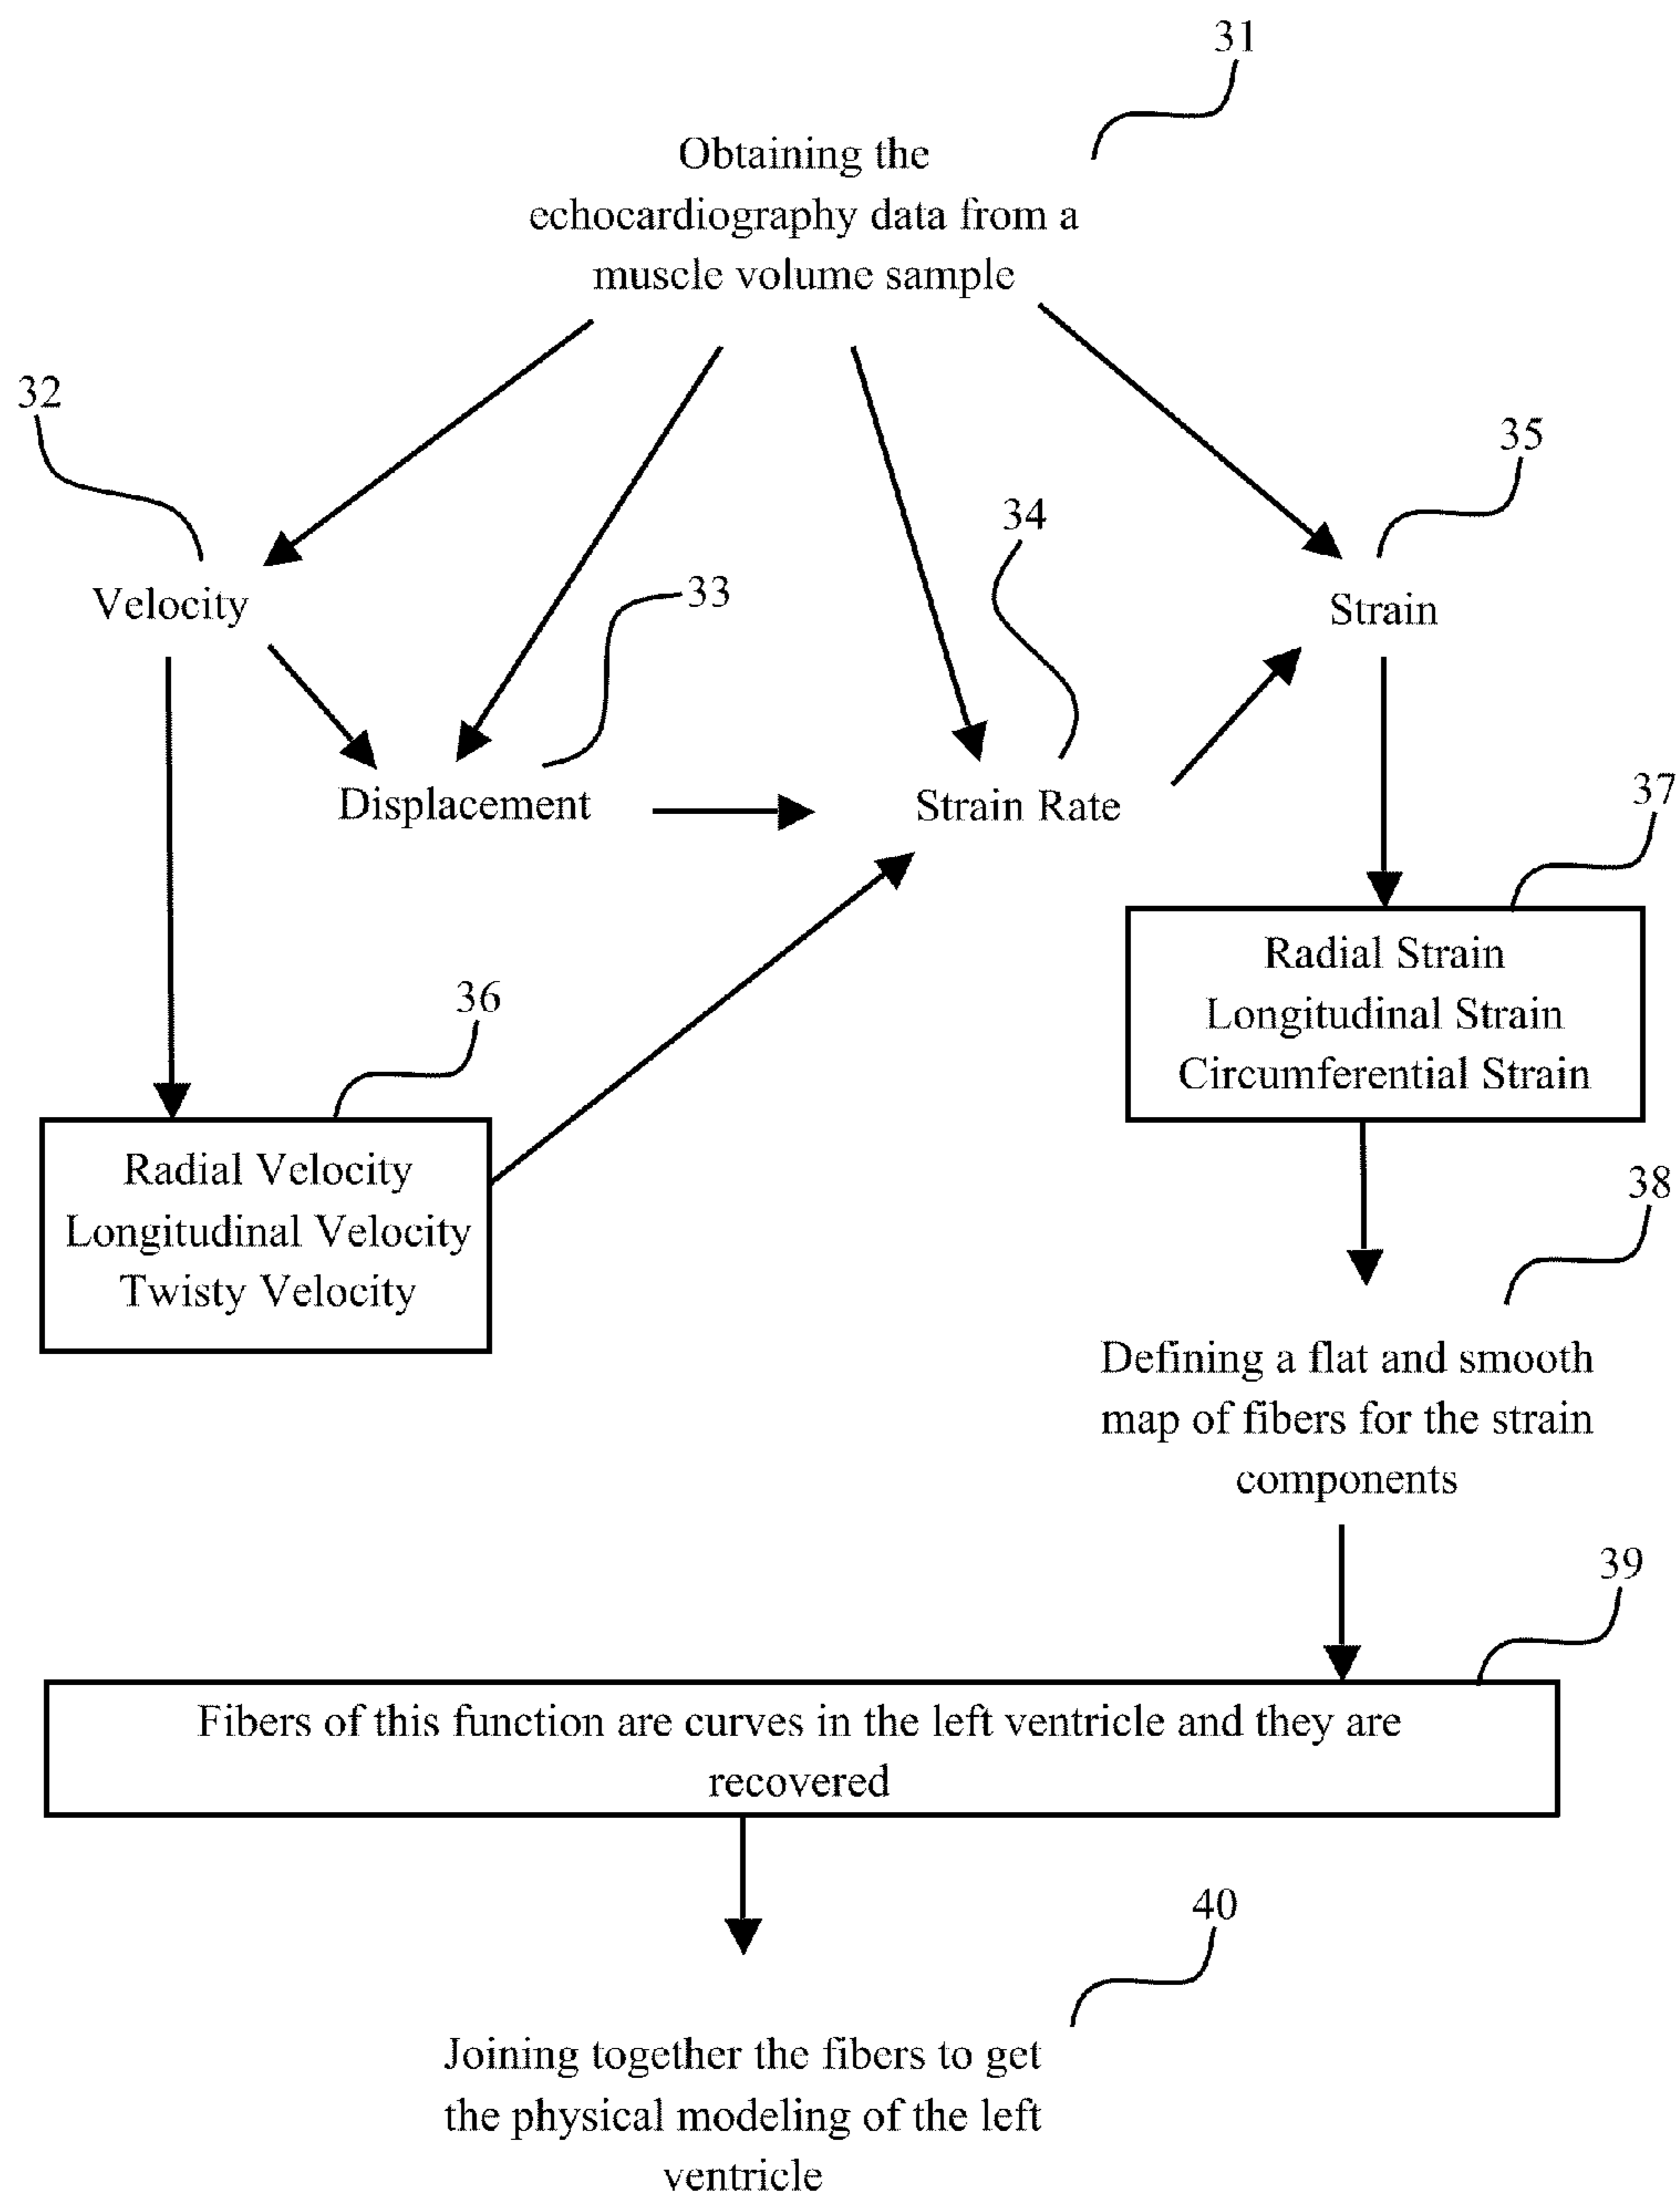 31
Obtaining the
echocardiography data from a
muscle volume sample
32
35
34
33
Velocity
Strain
Displacement
Strain Rate
37
Radial Strain
Longitudinal Strain
Circumferential Strain
36
Radial Velocity
Longitudinal Velocity
Twisty Velocity
38
Defining a flat and smooth
map of fibers for the strain
components
39
Fibers of this function are curves in the left ventricle and they are
recovered
40
Joining together the fibers to get
the physical modeling of the left
ventricle